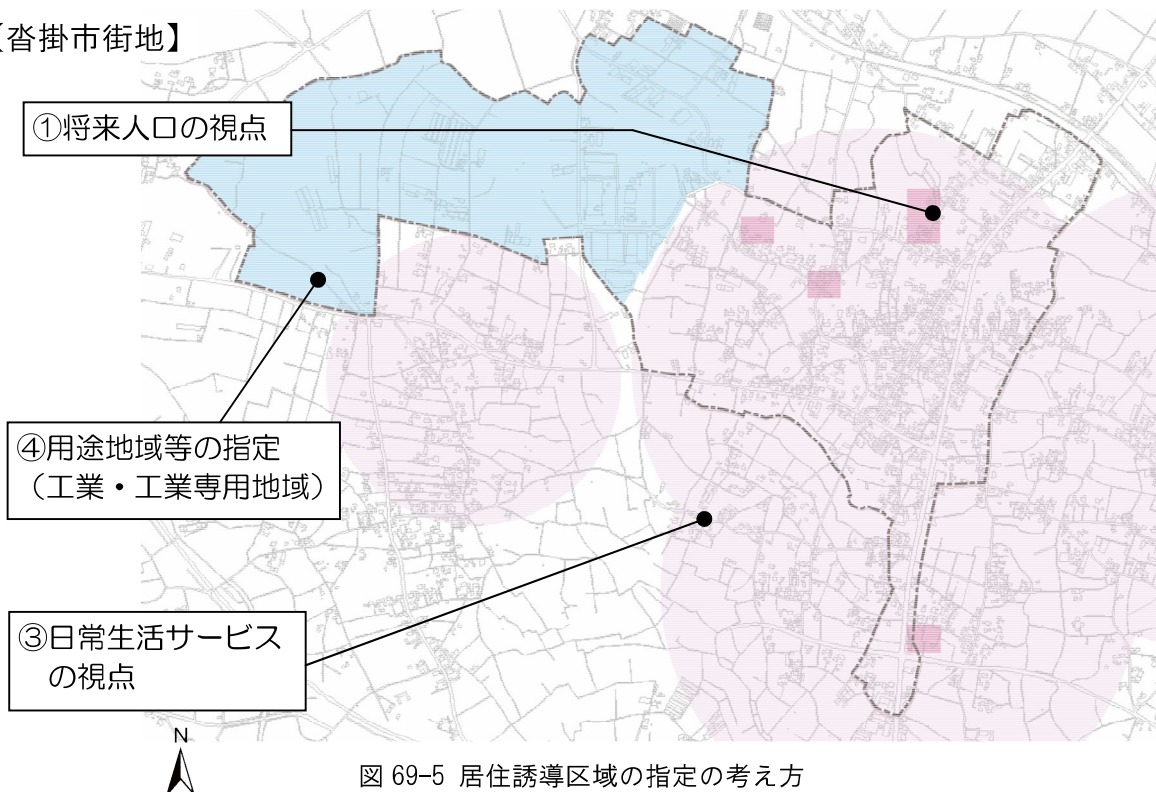 【沓掛市街地】
①将来人口の視点
④用途地域等の指定
（工業・工業専用地域）
③日常生活サービス
の視点
N
図 69-5 居住誘導区域の指定の考え方